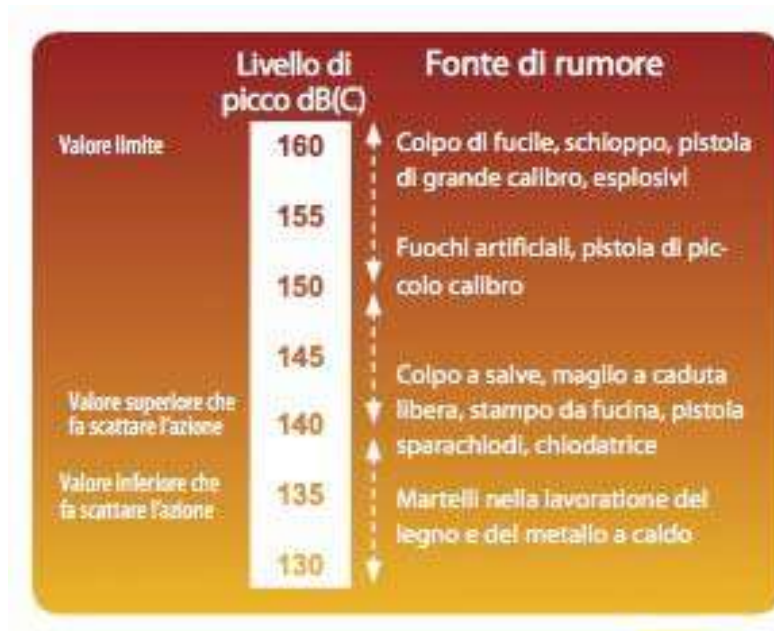 Livello di
picco dB(C)
Fonte di rumore
Valore limite
160
Colpo di fucile, schioppo, pistola
di grande calibro, esplosivi
155
Fuochi artificiali, pistola di pic-
colo calibro
150
145
Colpo a salve, maglio a caduta
libera, stampo da fucina, pistola
sparachiodi, chiodatrice
Valore superiore che
fa scattare l'azione
140
Valore inferiore che
fa scattare l'azione
135
Martelli nella lavoratione del
legno e del metallo a caldo
130